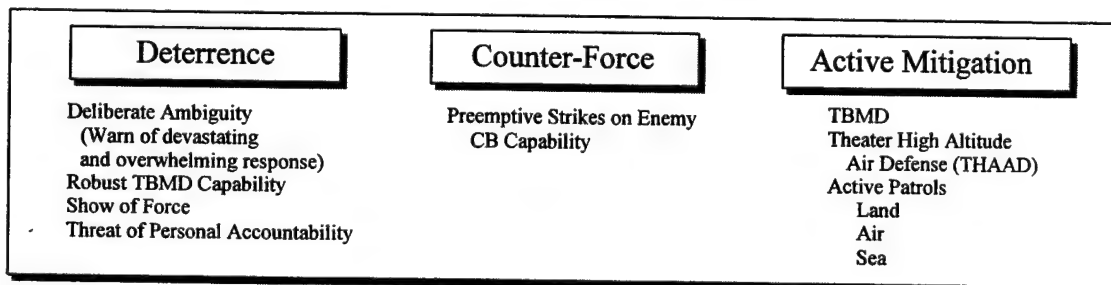 Deterrence
Deliberate Ambiguity
(Warn of devastating
and overwhelming response)
Robust TBMD Capability
Show of Force
Threat of Personal Accountability
Counter-Force
Preemptive Strikes on Enemy
CB Capability
Active Mitigation
TBMD
Theater High Altitude
Air Defense (THAAD)
Active Patrols
Land
Air
Sea